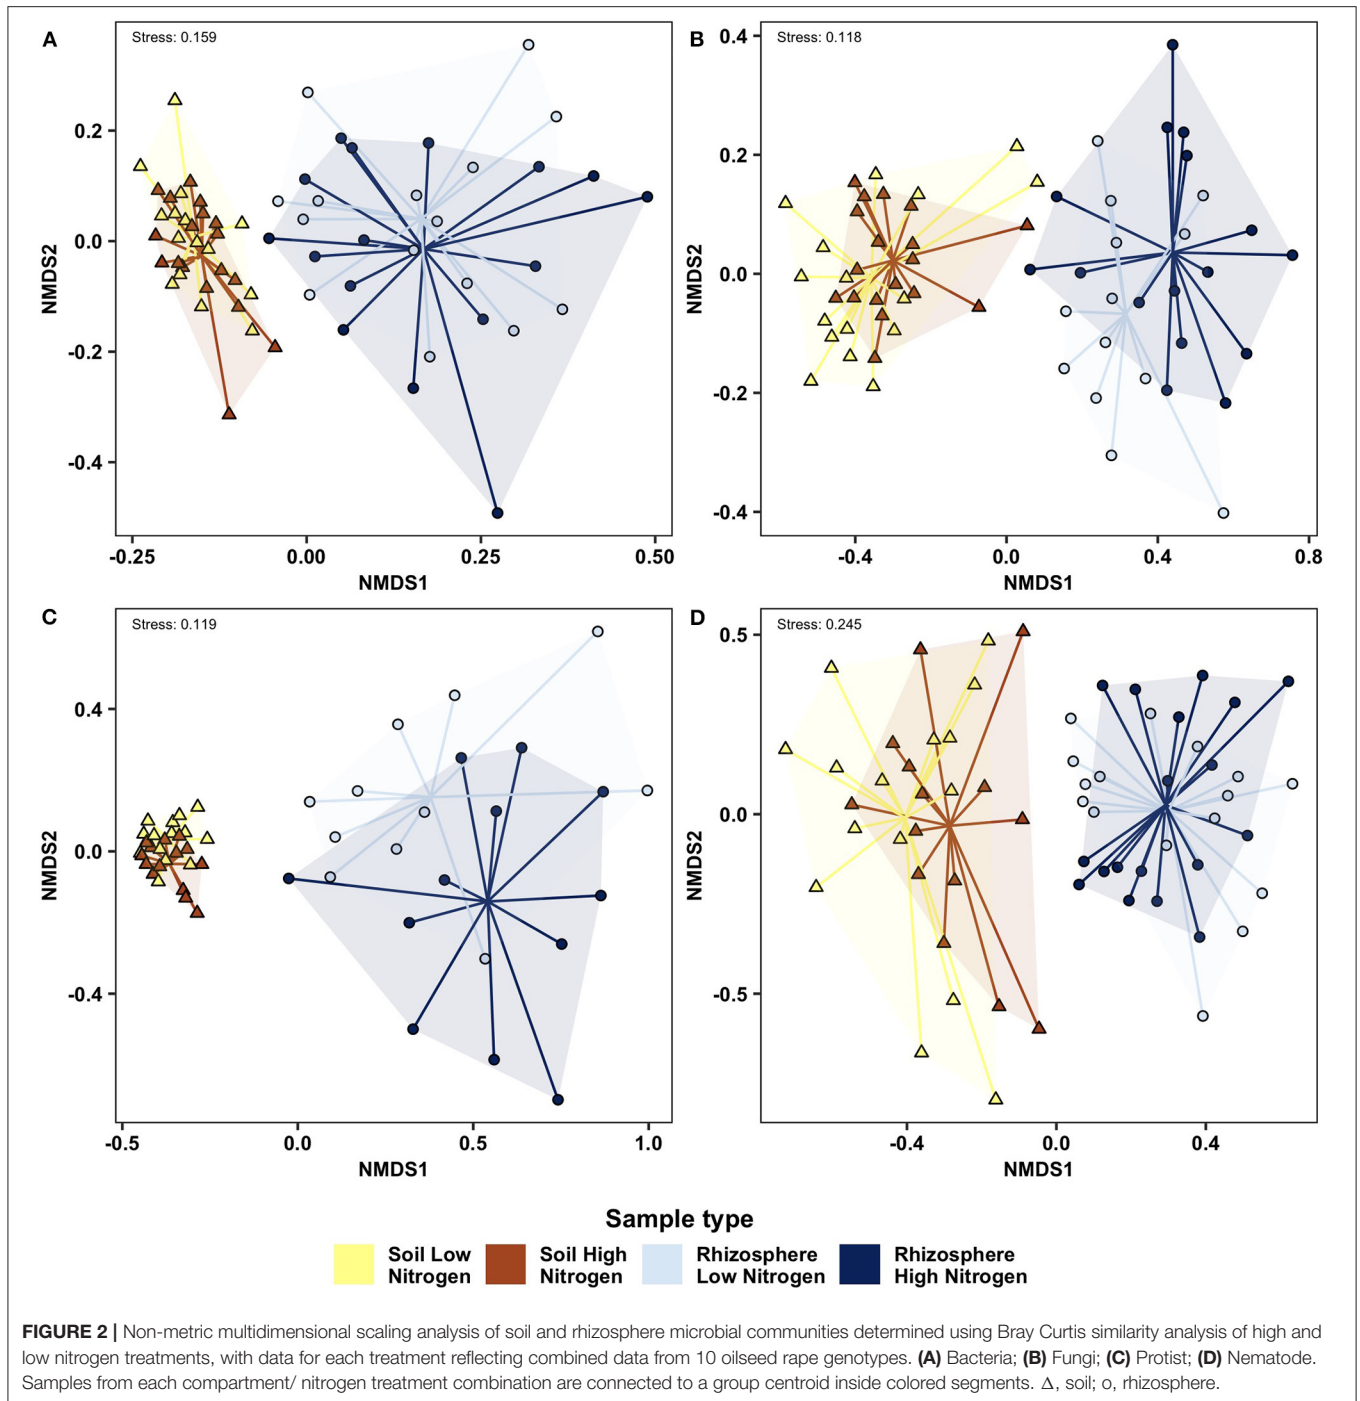 A
Stress: 0.159
0.2
0.0
-0.2
-0.4
NMDS2
-0.25
0.00
0.25
0.50
NMDS1
B
Stress: 0.118
0.4
0.2
0.0
-0.2
-0.4
NMDS2
-0.4
0.0
0.4
0.8
NMDS1
C
Stress: 0.119
0.4
0.0
-0.4
NMDS2
-0.5
0.0
0.5
1.0
NMDS1
D
Stress: 0.245
0.5
0.0
-0.5
NMDS2
-0.4
0.0
0.4
NMDS1
Sample type
Soil Low
Nitrogen
Soil High
Nitrogen
Rhizosphere
Low Nitrogen
Rhizosphere
High Nitrogen
FIGURE 2 | Non-metric multidimensional scaling analysis of soil and rhizosphere microbial communities determined using Bray Curtis similarity analysis of high and
low nitrogen treatments, with data for each treatment reflecting combined data from 10 oilseed rape genotypes. (A) Bacteria; (B) Fungi; (C) Protist; (D) Nematode.
Samples from each compartment/ nitrogen treatment combination are connected to a group centroid inside colored segments. Δ, soil; o, rhizosphere.